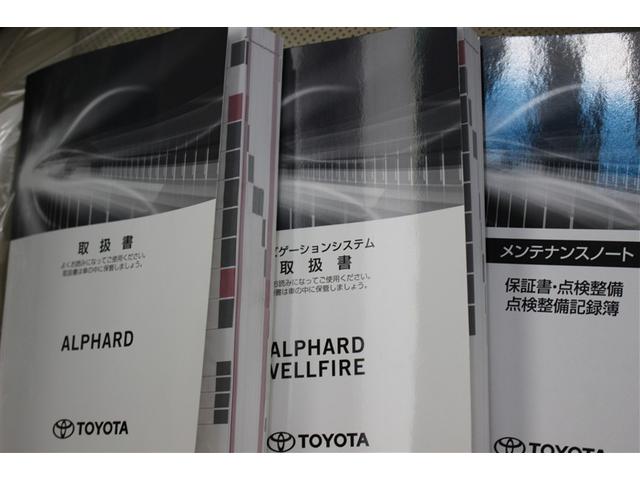 取扱書
よくお読みになってご使用ください。
取扱書は車の中に保管しましょう。
ALPHARD
TOYOTA
ゲーションシステム
取扱書
お読みになってご使用ください。
書は車の中に保管しましょう。
ALPHARD
VELLFIRE
TOYOTA
メンテナンスノート
保証書・点検整備
点検整備記録簿
TOYOTA